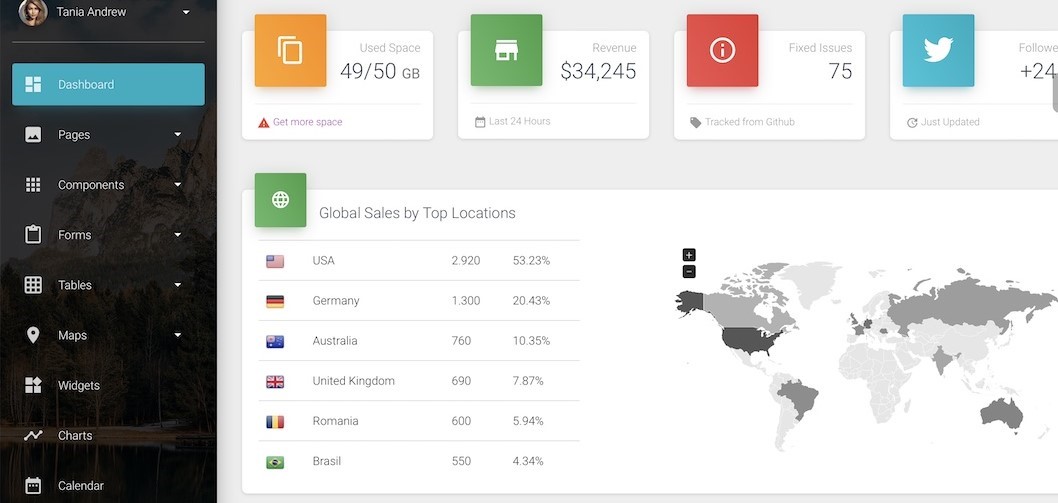 Tania Andrew
Dashboard
Pages
Components
Forms
Tables
Maps
Widgets
Charts
Calendar
Used Space
49/50 GB
Get more space
Revenue
$34,245
Last 24 Hours
Fixed Issues
75
Tracked from Github
Followe
+24
Just Updated
Global Sales by Top Locations
USA 2.920 53.23%
Germany 1.300 20.43%
Australia 760 10.35%
United Kingdom 690 7.87%
Romania 600 5.94%
Brasil 550 4.34%
+
−